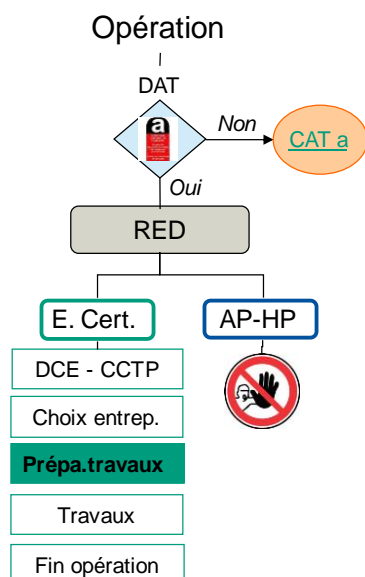 Opération
DAT
a
Non
CAT a
Oui
RED
E. Cert.
AP-HP
DCE - CCTP
Choix entrep.
Prépa.travaux
Travaux
Fin opération